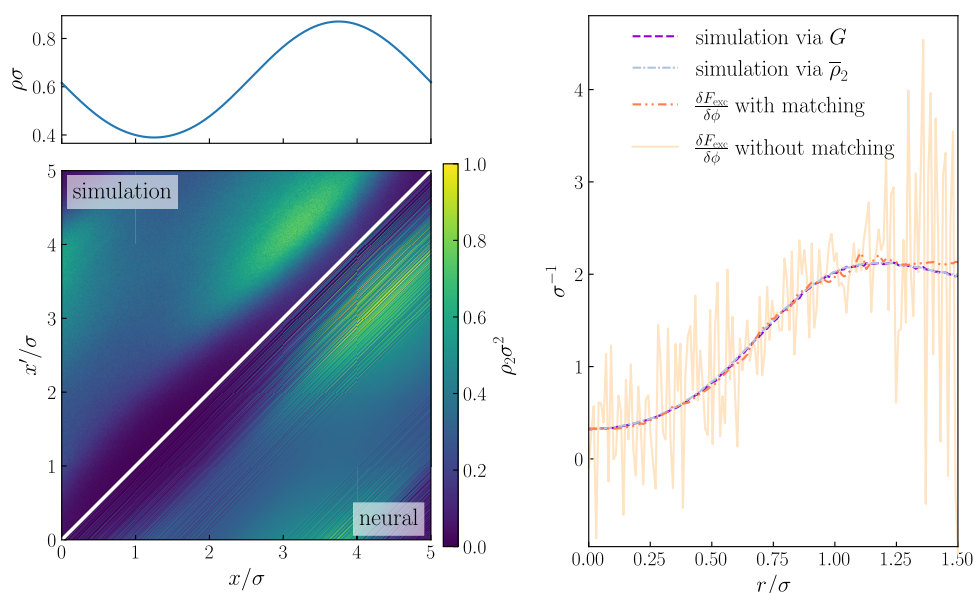 0.8
0.6
0.4
ρσ
5
4
3
2
1
0
x′/σ
simulation
neural
0
1
2
3
4
5
x/σ
1.0
0.8
0.6
0.4
0.2
0.0
ρ₂σ²
simulation via G
simulation via ρ̅₂
δF_exc/δϕ with matching
δF_exc/δϕ without matching
4
3
2
1
0
σ⁻¹
0.00
0.25
0.50
0.75
1.00
1.25
1.50
r/σ